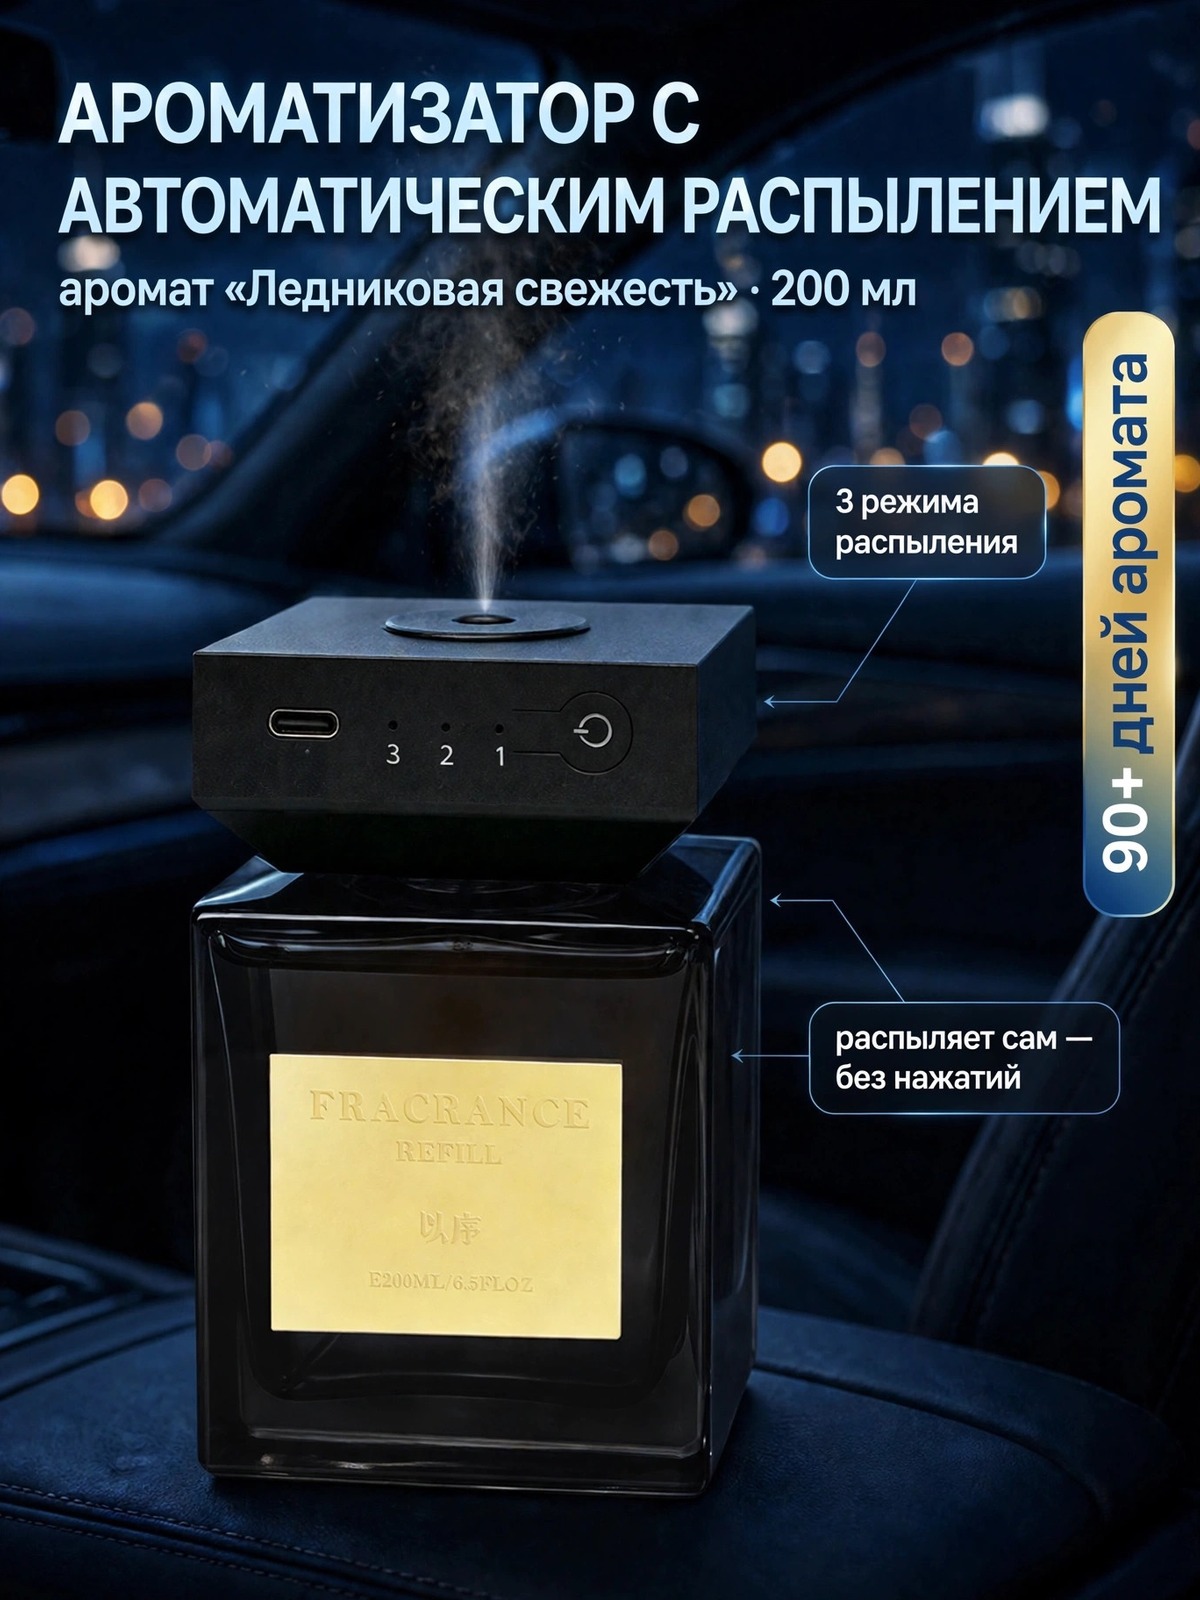 АРОМАТИЗАТОР С
АВТОМАТИЧЕСКИМ РАСПЫЛЕНИЕМ
аромат «Ледниковая свежесть» · 200 мл
90+ дней аромата
3 режима
распыления
3 2 1
распыляет сам —
без нажатий
FRACRANCE
REFILL
以序
E200ML/6.5FLOZ